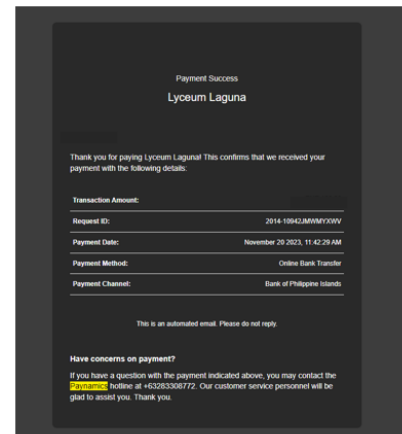 Payment Success
Lyceum Laguna
Thank you for paying Lyceum Laguna! This confirms that we received your
payment with the following details:
Transaction Amount:
Request ID: 2014-10942JMWMYXWV
Payment Date: November 20 2023, 11:42:29 AM
Payment Method: Online Bank Transfer
Payment Channel: Bank of Philippine Islands
This is an automated email. Please do not reply.
Have concerns on payment?
If you have a question with the payment indicated above, you may contact the
Paynamics hotline at +63283308772. Our customer service personnel will be
glad to assist you. Thank you.